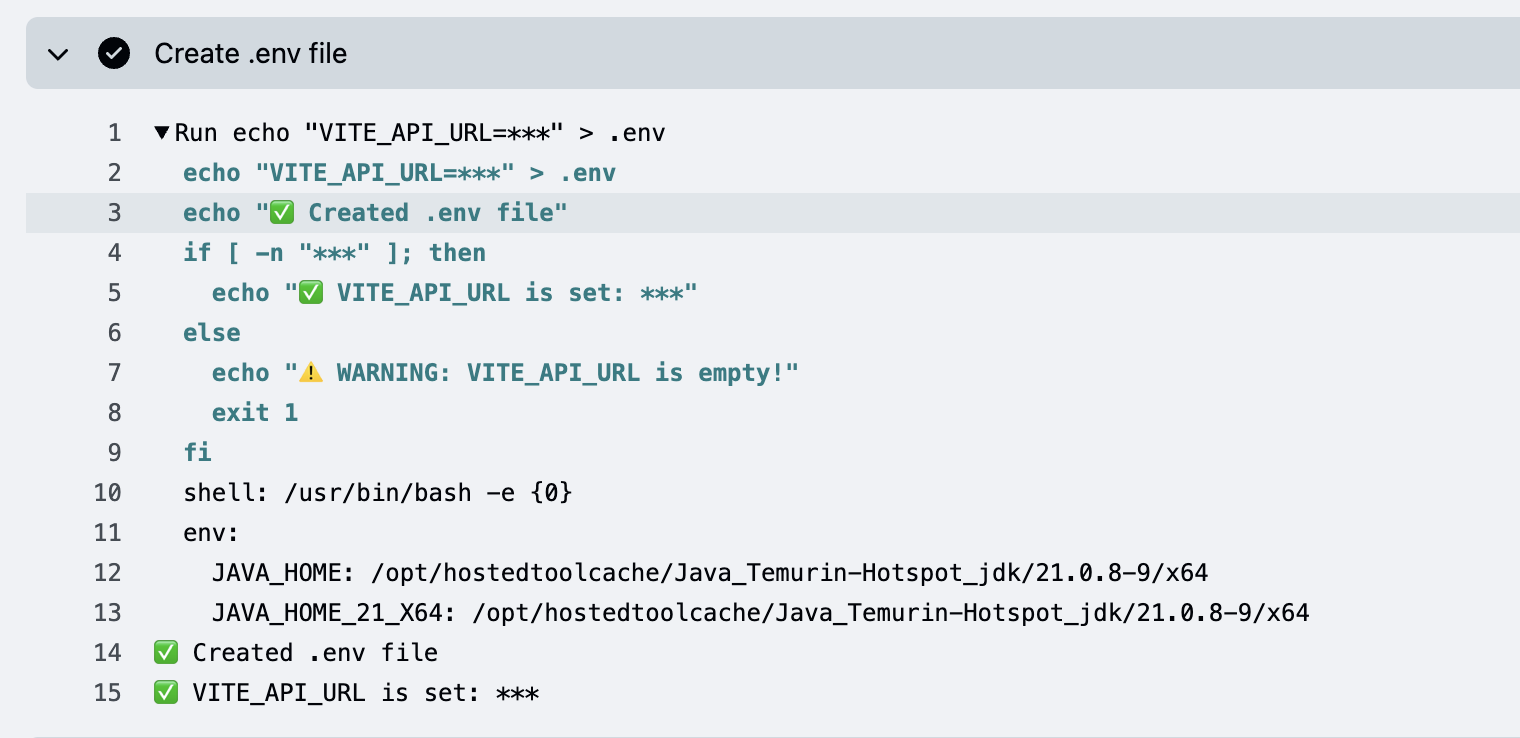 Create .env file
1 ▼Run echo "VITE_API_URL=***" > .env
2 echo "VITE_API_URL=***" > .env
3 echo "✅ Created .env file"
4 if [ -n "***" ]; then
5 echo "✅ VITE_API_URL is set: ***"
6 else
7 echo "⚠️ WARNING: VITE_API_URL is empty!"
8 exit 1
9 fi
10 shell: /usr/bin/bash -e {0}
11 env:
12 JAVA_HOME: /opt/hostedtoolcache/Java_Temurin-Hotspot_jdk/21.0.8-9/x64
13 JAVA_HOME_21_X64: /opt/hostedtoolcache/Java_Temurin-Hotspot_jdk/21.0.8-9/x64
14 ✅ Created .env file
15 ✅ VITE_API_URL is set: ***